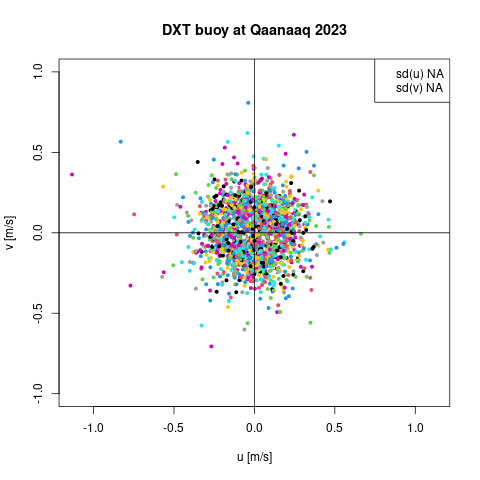 DXT buoy at Qaanaaq 2023
sd(u) NA
sd(v) NA
1.0
0.5
0.0
-0.5
-1.0
v [m/s]
-1.0 -0.5 0.0 0.5 1.0
u [m/s]